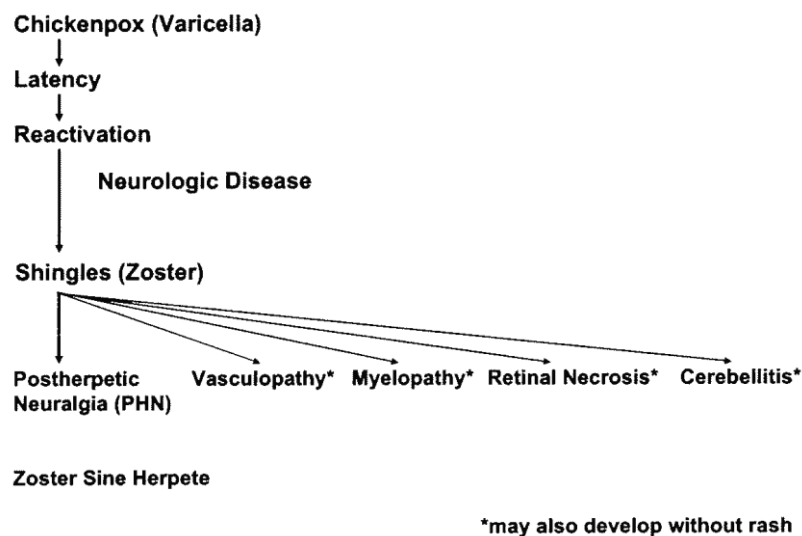 Chickenpox (Varicella)
Latency
Reactivation
Neurologic Disease
Shingles (Zoster)
Postherpetic Neuralgia (PHN)
Vasculopathy*
Myelopathy*
Retinal Necrosis*
Cerebellitis*
Zoster Sine Herpete
*may also develop without rash